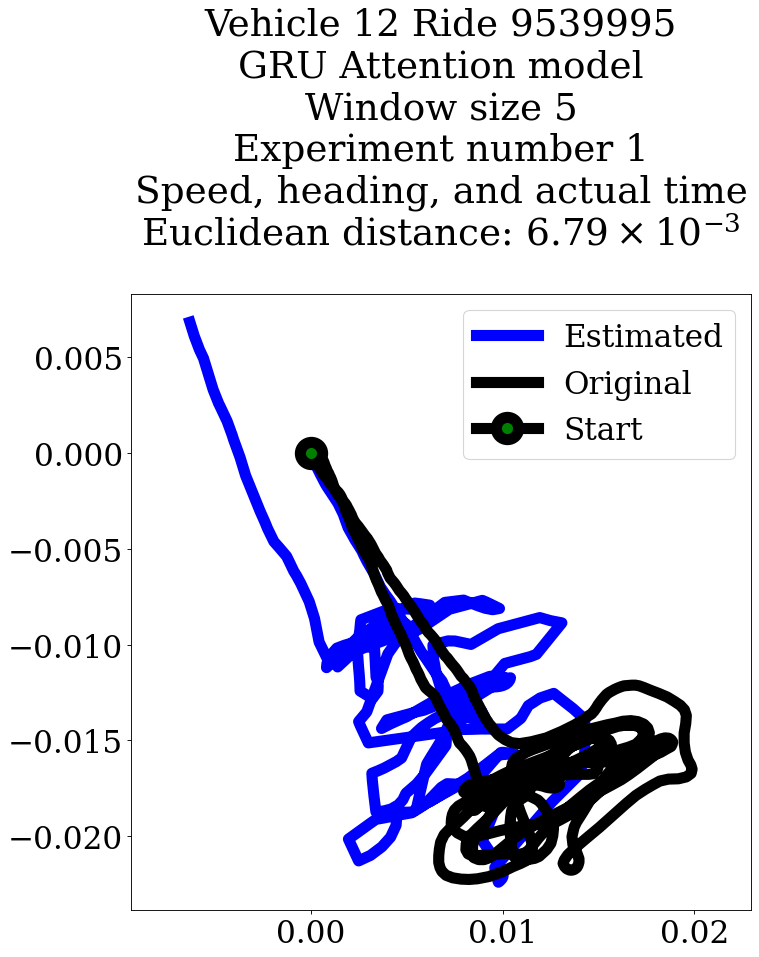 Vehicle 12 Ride 9539995
GRU Attention model
Window size 5
Experiment number 1
Speed, heading, and actual time
Euclidean distance: 6.79 × 10⁻³
Estimated
Original
Start
0.005
0.000
−0.005
−0.010
−0.015
−0.020
0.00 0.01 0.02